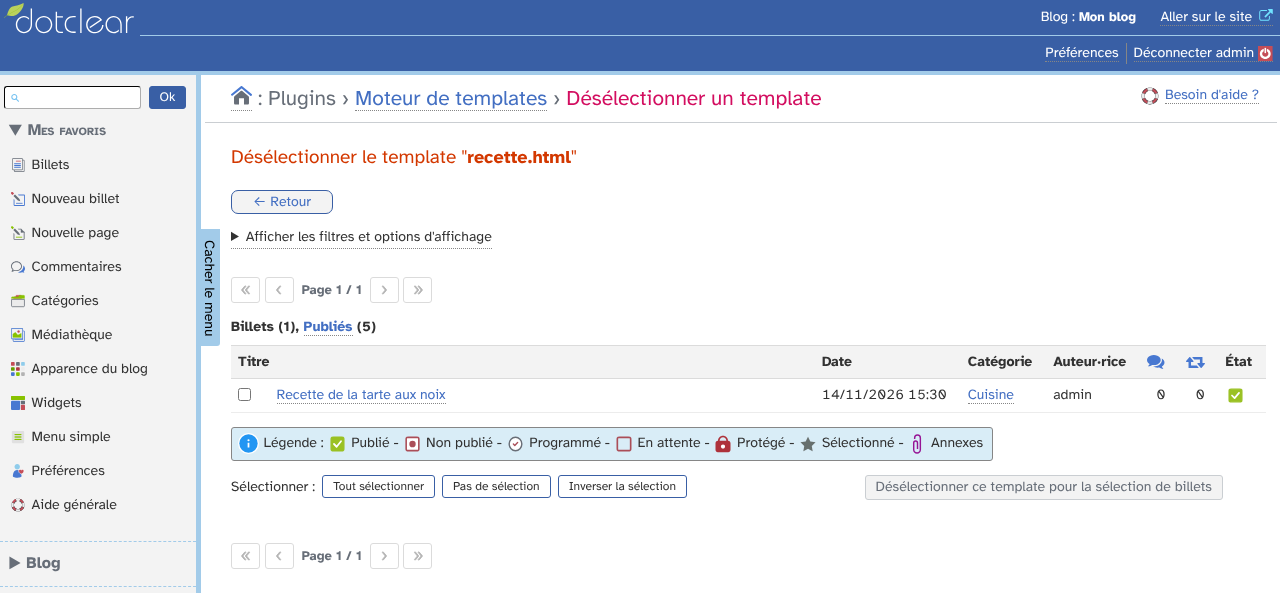 dotclear
Blog : Mon blog Aller sur le site
Préférences Déconnecter admin
Ok
: Plugins › Moteur de templates › Désélectionner un template
Besoin d'aide ?
Mes favoris
Billets
Nouveau billet
Nouvelle page
Commentaires
Catégories
Médiathèque
Apparence du blog
Widgets
Menu simple
Préférences
Aide générale
Blog
Cacher le menu
Désélectionner le template "recette.html"
← Retour
Afficher les filtres et options d'affichage
« ‹ Page 1 / 1 › »
Billets (1), Publiés (5)
Titre Date Catégorie Auteur·rice État
Recette de la tarte aux noix 14/11/2026 15:30 Cuisine admin 0 0
Légende : Publié - Non publié - Programmé - En attente - Protégé - Sélectionné - Annexes
Sélectionner : Tout sélectionner Pas de sélection Inverser la sélection Désélectionner ce template pour la sélection de billets
« ‹ Page 1 / 1 › »